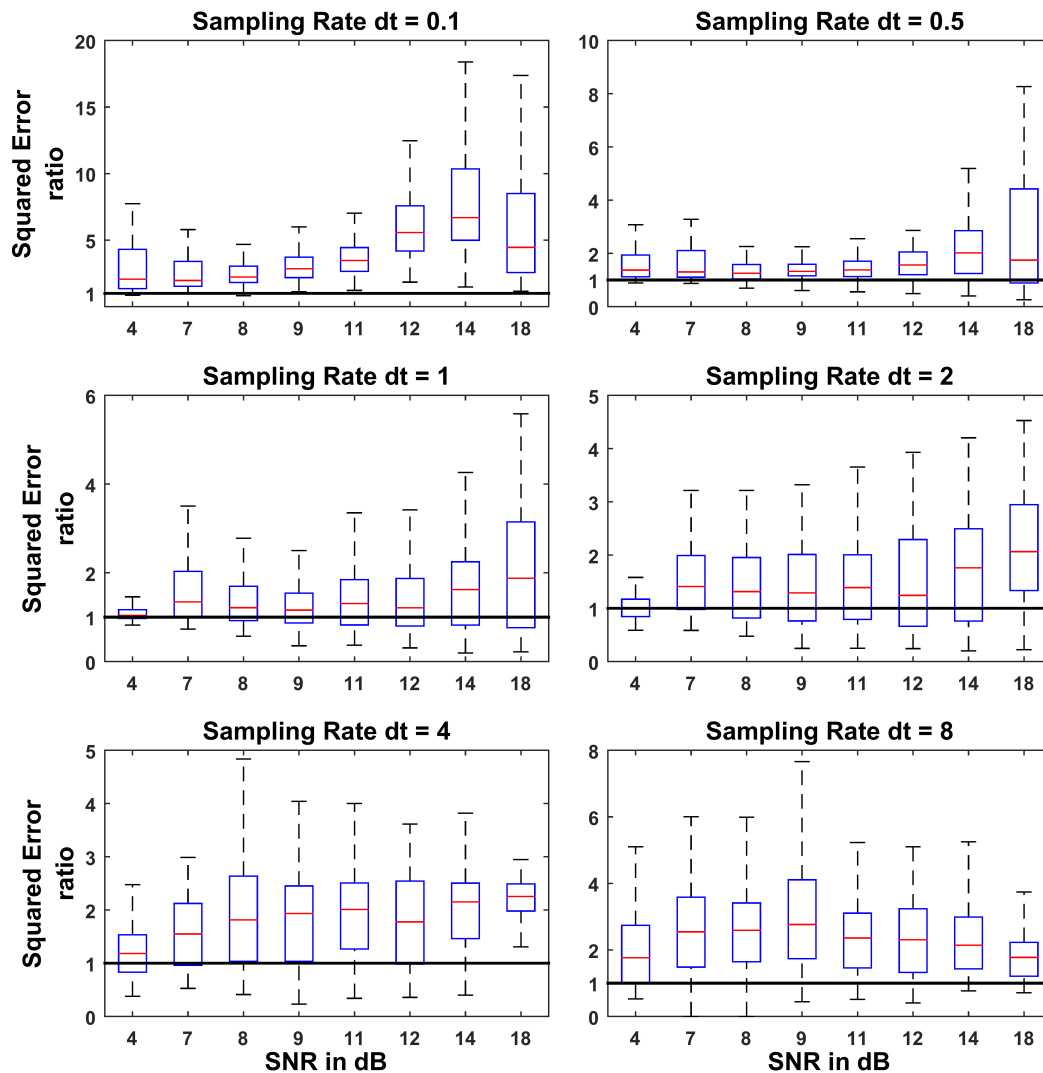 Sampling Rate dt = 0.1
Squared Error
ratio
20
15
10
5
1
4 7 8 9 11 12 14 18
Sampling Rate dt = 0.5
10
8
6
4
2
1
0
4 7 8 9 11 12 14 18
Sampling Rate dt = 1
Squared Error
ratio
6
4
2
1
0
4 7 8 9 11 12 14 18
Sampling Rate dt = 2
5
4
3
2
1
0
4 7 8 9 11 12 14 18
Sampling Rate dt = 4
Squared Error
ratio
5
4
3
2
1
0
4 7 8 9 11 12 14 18
SNR in dB
Sampling Rate dt = 8
8
6
4
2
1
0
4 7 8 9 11 12 14 18
SNR in dB